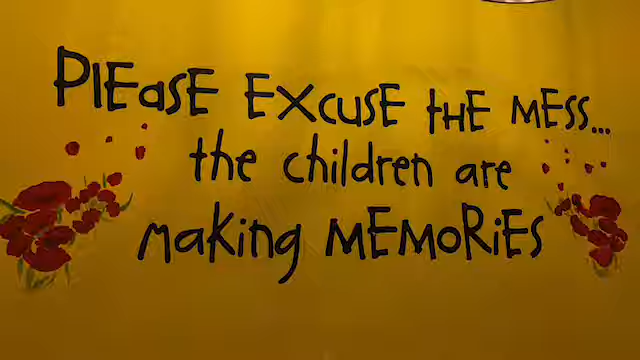 PlEasE ExcusE tHE MESS...
the children are
making MEMoRiES